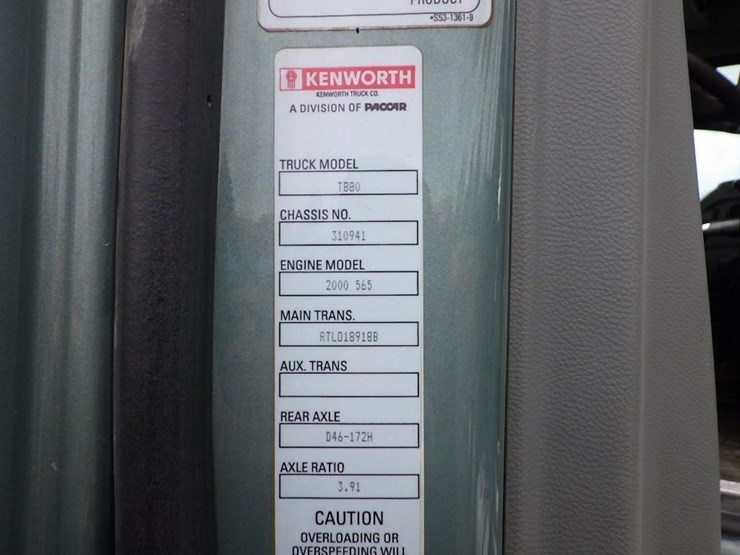 PRODUCT
•S53-1361-9
KENWORTH
KENWORTH TRUCK CO.
A DIVISION OF PACCAR
TRUCK MODEL
T880
CHASSIS NO.
310941
ENGINE MODEL
2000 565
MAIN TRANS.
RTLO18918B
AUX. TRANS
REAR AXLE
D46-172H
AXLE RATIO
3.91
CAUTION
OVERLOADING OR
OVERSPEEDING WILL